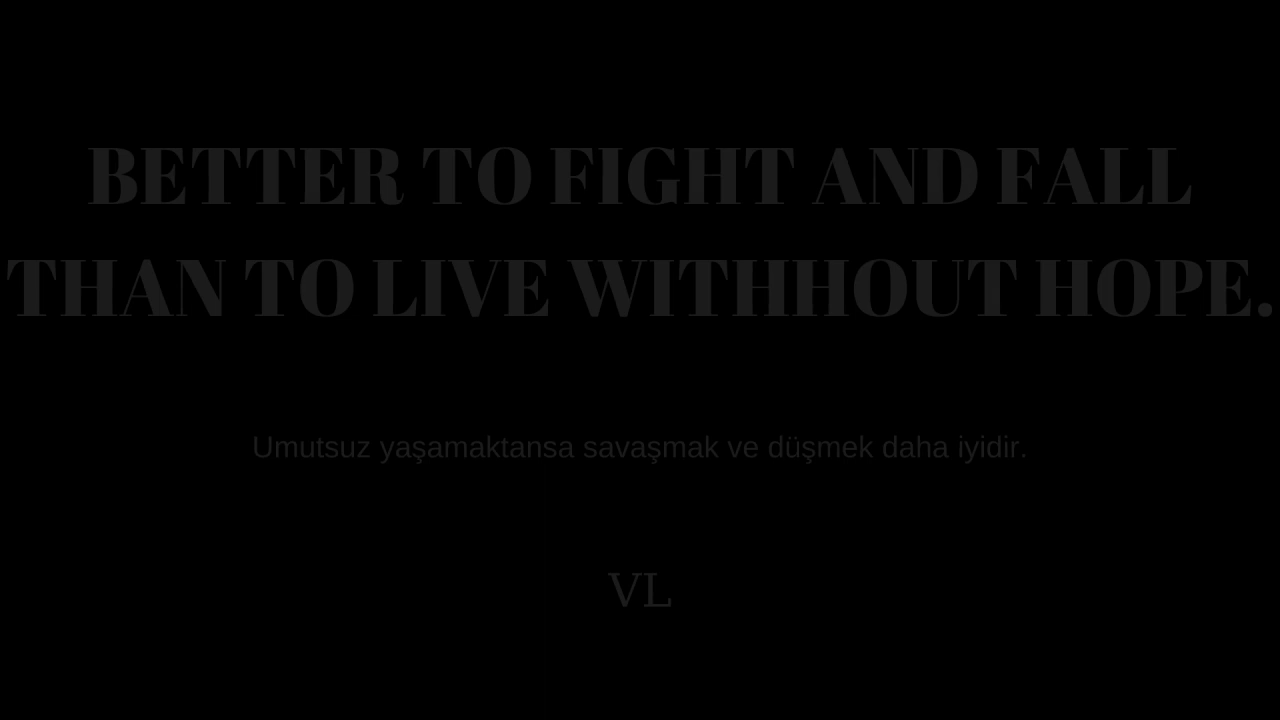 BETTER TO FIGHT AND FALL
THAN TO LIVE WITHHOUT HOPE.
Umutsuz yaşamaktansa savaşmak ve düşmek daha iyidir.
VL